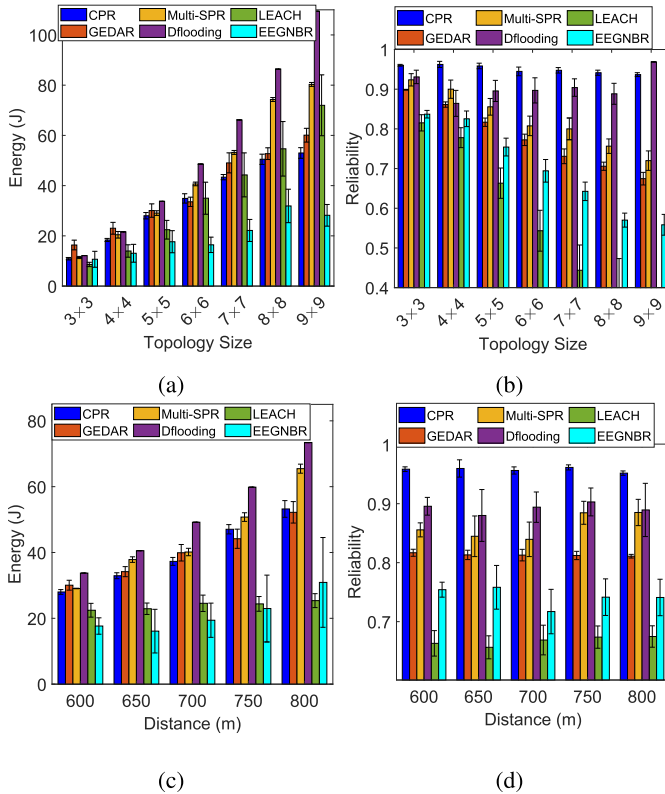 CPR Multi-SPR LEACH
GEDAR Dflooding EEGNBR
110
100
80
60
40
20
0
Energy (J)
3×3 4×4 5×5 6×6 7×7 8×8 9×9
Topology Size
(a)
CPR Multi-SPR LEACH
GEDAR Dflooding EEGNBR
1
0.9
0.8
0.7
0.6
0.5
0.4
Reliability
3×3 4×4 5×5 6×6 7×7 8×8 9×9
Topology Size
(b)
CPR Multi-SPR LEACH
GEDAR Dflooding EEGNBR
80
60
40
20
0
Energy (J)
600 650 700 750 800
Distance (m)
(c)
CPR Multi-SPR LEACH
GEDAR Dflooding EEGNBR
1
0.9
0.8
0.7
Reliability
600 650 700 750 800
Distance (m)
(d)